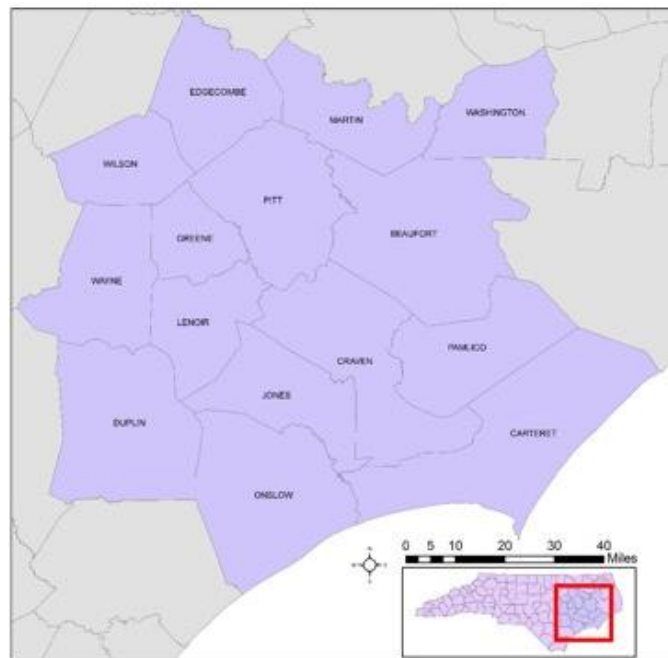 EDGECOMBE
MARTIN
WASHINGTON
WILSON
PITT
GREENE
BEAUFORT
WAYNE
LENOIR
PAMLICO
CRAVEN
JONES
DUPLIN
CARTERET
ONSLOW
0 5 10 20 30 40
Miles